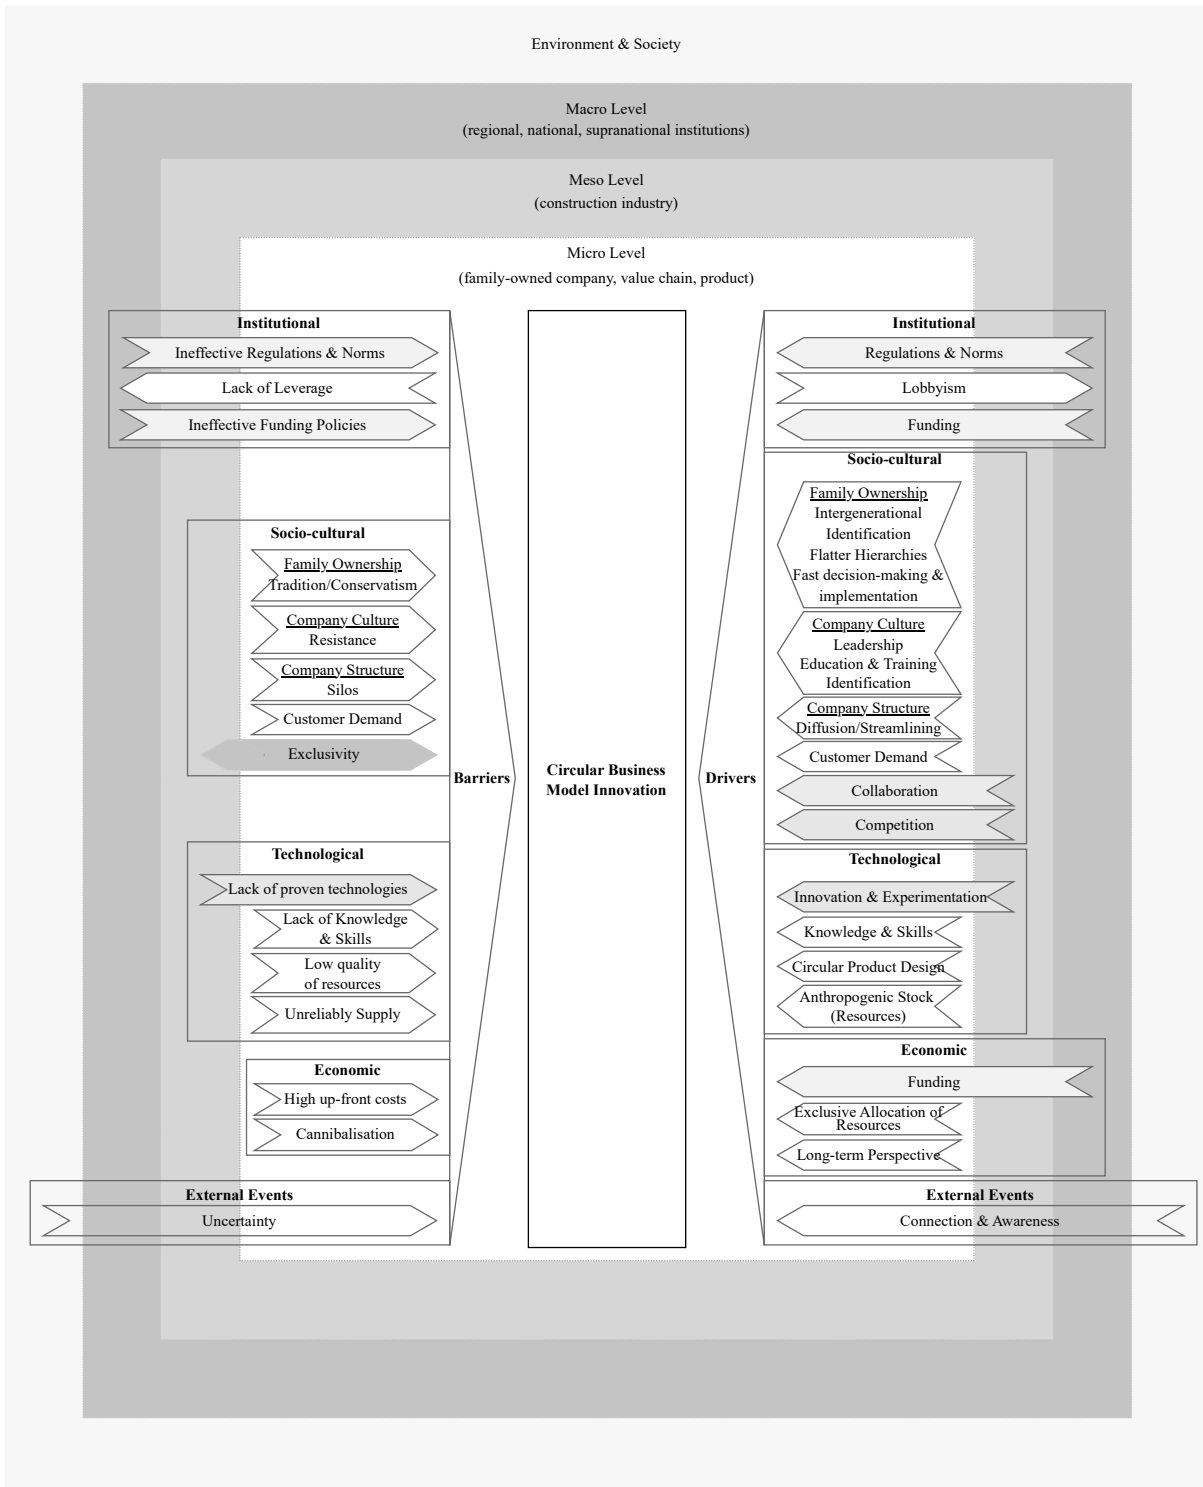 Environment & Society
Macro Level
(regional, national, supranational institutions)
Meso Level
(construction industry)
Micro Level
(family-owned company, value chain, product)
Institutional
Ineffective Regulations & Norms
Lack of Leverage
Ineffective Funding Policies
Socio-cultural
Family Ownership
Tradition/Conservatism
Company Culture
Resistance
Company Structure
Silos
Customer Demand
Exclusivity
Technological
Lack of proven technologies
Lack of Knowledge
& Skills
Low quality
of resources
Unreliably Supply
Economic
High up-front costs
Cannibalisation
External Events
Uncertainty
Barriers
Circular Business
Model Innovation
Drivers
Institutional
Regulations & Norms
Lobbyism
Funding
Socio-cultural
Family Ownership
Intergenerational
Identification
Flatter Hierarchies
Fast decision-making &
implementation
Company Culture
Leadership
Education & Training
Identification
Company Structure
Diffusion/Streamlining
Customer Demand
Collaboration
Competition
Technological
Innovation & Experimentation
Knowledge & Skills
Circular Product Design
Anthropogenic Stock
(Resources)
Economic
Funding
Exclusive Allocation of
Resources
Long-term Perspective
External Events
Connection & Awareness